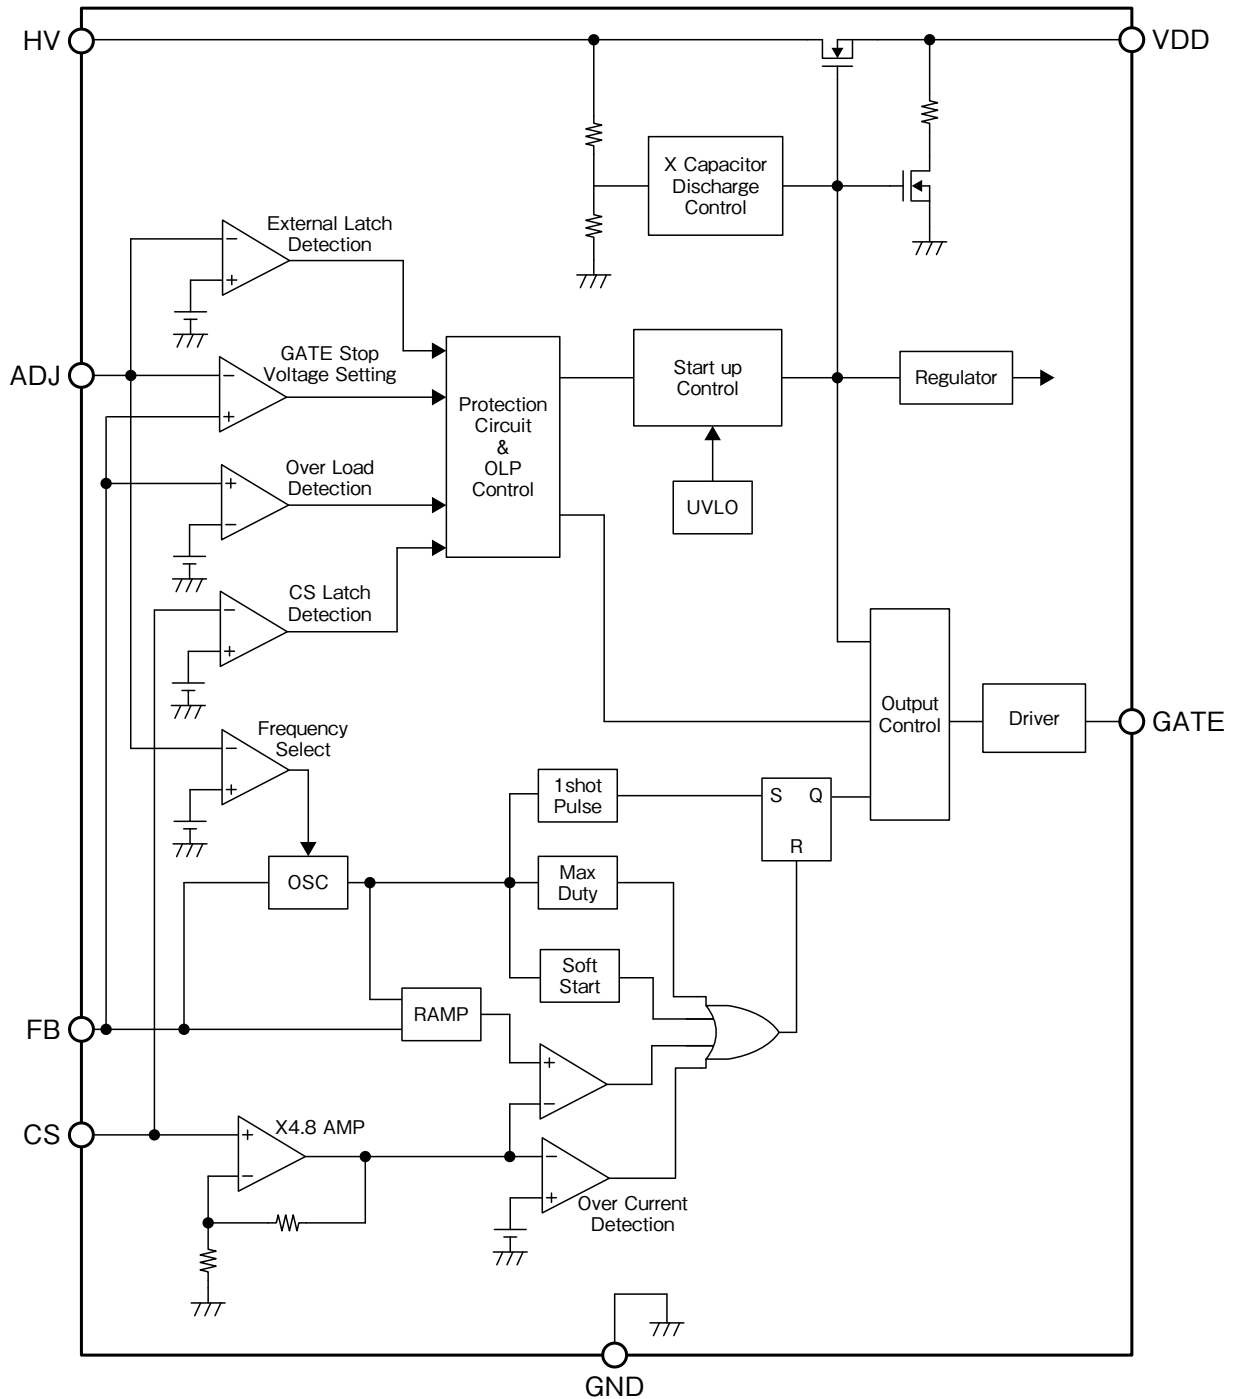 HV
VDD
X Capacitor
Discharge
Control
External Latch
Detection
−
+
ADJ
GATE Stop
Voltage Setting
−
+
Protection
Circuit
&
OLP
Control
Start up
Control
Regulator
UVLO
Over Load
Detection
+
−
CS Latch
Detection
−
+
Output
Control
Driver
GATE
Frequency
Select
−
+
1shot
Pulse
S Q
R
OSC
Max
Duty
Soft
Start
FB
RAMP
+
−
CS
X4.8 AMP
+
−
−
+
Over Current
Detection
GND